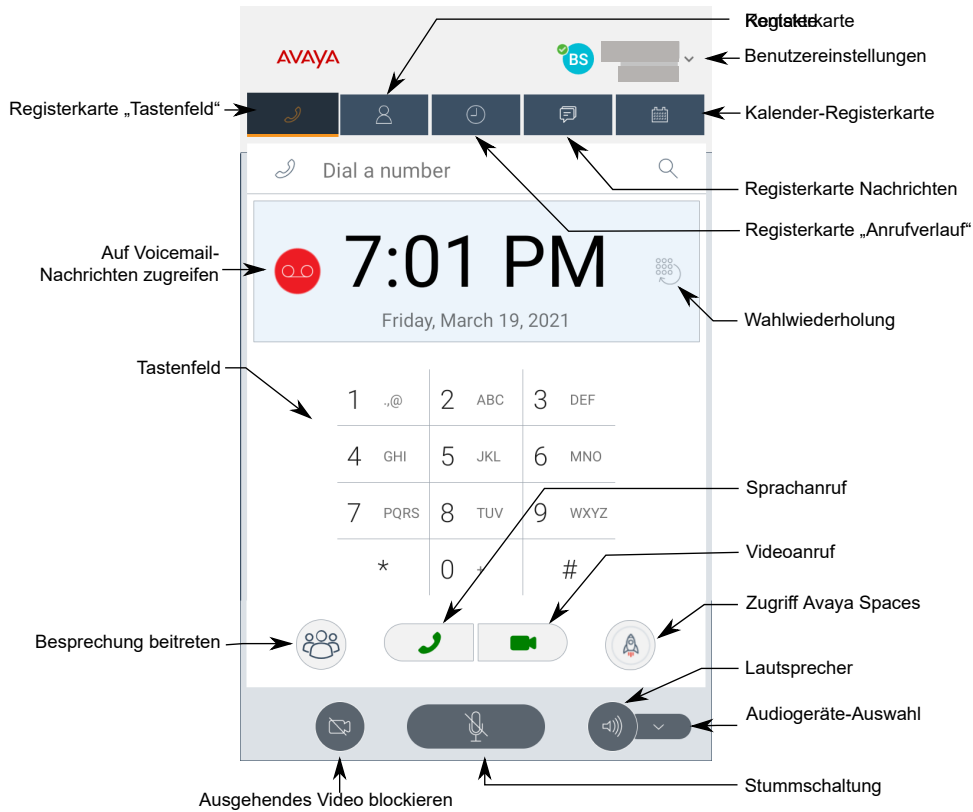 Registerkarte
Kontakte
AVAYA
BS
Benutzereinstellungen
Registerkarte „Tastenfeld“
Kalender-Registerkarte
Dial a number
Registerkarte Nachrichten
Registerkarte „Anrufverlauf“
Auf Voicemail-
Nachrichten zugreifen
7:01 PM
Friday, March 19, 2021
Wahlwiederholung
Tastenfeld
1 .,@ 2 ABC 3 DEF
4 GHI 5 JKL 6 MNO
7 PQRS 8 TUV 9 WXYZ
* 0 + #
Sprachanruf
Videoanruf
Zugriff Avaya Spaces
Besprechung beitreten
Lautsprecher
Audiogeräte-Auswahl
Stummschaltung
Ausgehendes Video blockieren